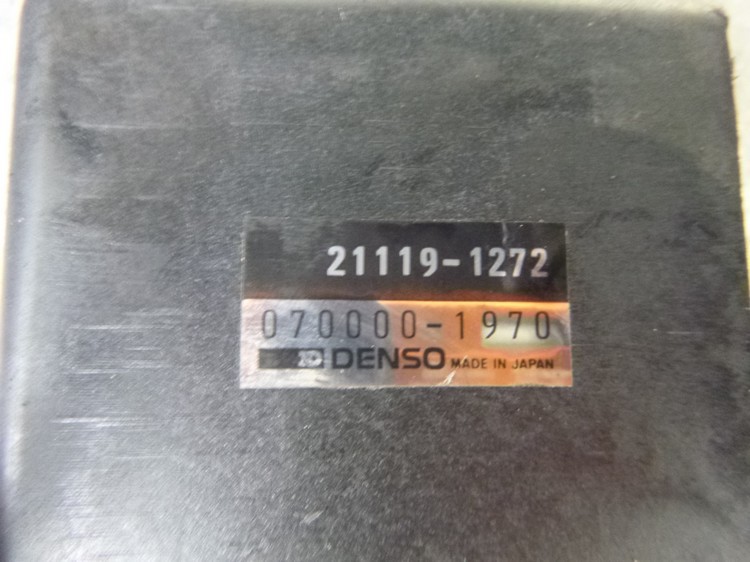 21119-1272
070000-1970
DENSO MADE IN JAPAN